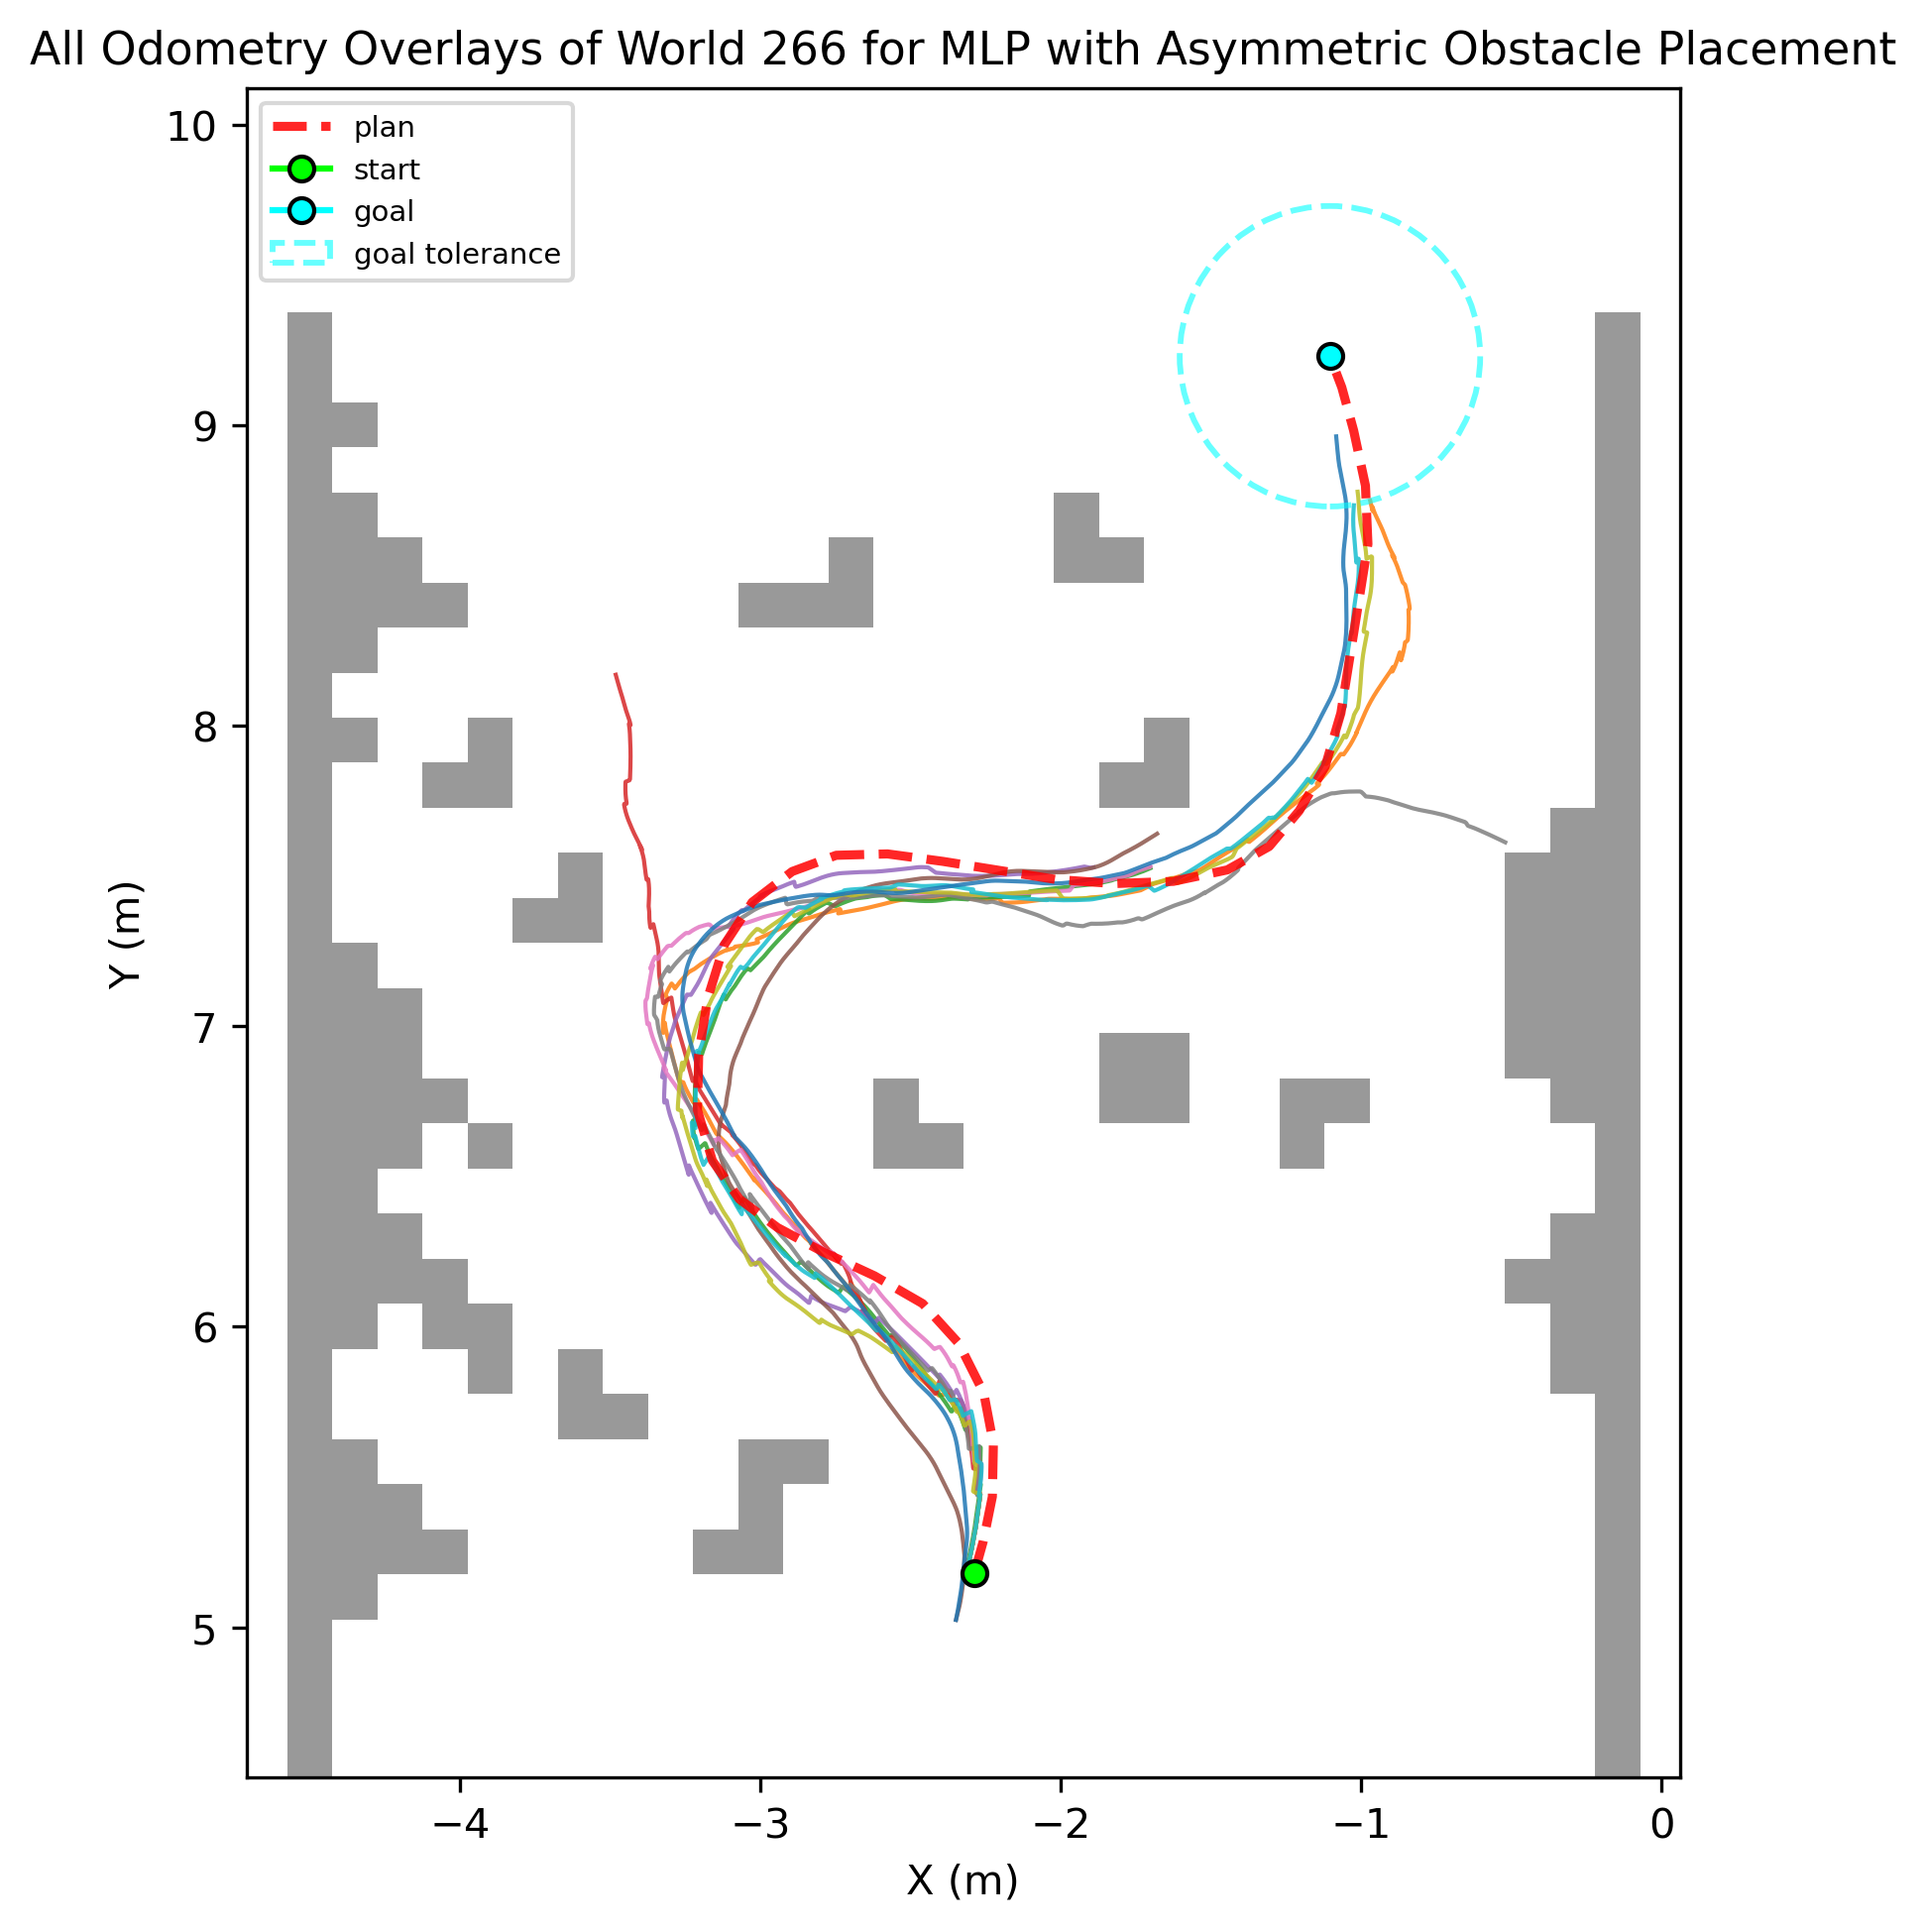 All Odometry Overlays of World 266 for MLP with Asymmetric Obstacle Placement
plan
start
goal
goal tolerance
10
9
8
7
6
5
Y (m)
−4
−3
−2
−1
0
X (m)